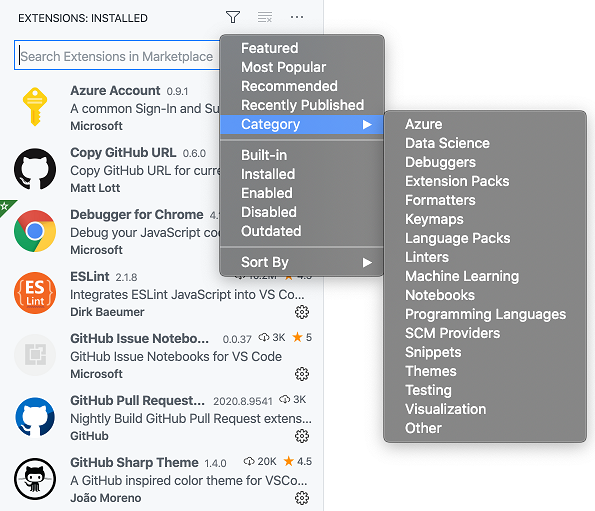 EXTENSIONS: INSTALLED
Search Extensions in Marketplace
Azure Account 0.9.1
A common Sign-In and Su
Microsoft
Copy GitHub URL 0.6.0
Copy GitHub URL for curre
Matt Lott
Debugger for Chrome 4.
Debug your JavaScript cod
Microsoft
ESLint 2.1.8 4.5
Integrates ESLint JavaScript into VS Co...
Dirk Baeumer
GitHub Issue Notebo... 0.0.37 3K 5
GitHub Issue Notebooks for VS Code
Microsoft
GitHub Pull Request... 2020.8.9541 3K
Nightly Build GitHub Pull Request exten...
GitHub
GitHub Sharp Theme 1.4.0 20K 4.5
A GitHub inspired color theme for VSCo...
João Moreno
ES
Lint
Featured
Most Popular
Recommended
Recently Published
Category
Built-in
Installed
Enabled
Disabled
Outdated
Sort By
Azure
Data Science
Debuggers
Extension Packs
Formatters
Keymaps
Language Packs
Linters
Machine Learning
Notebooks
Programming Languages
SCM Providers
Snippets
Themes
Testing
Visualization
Other